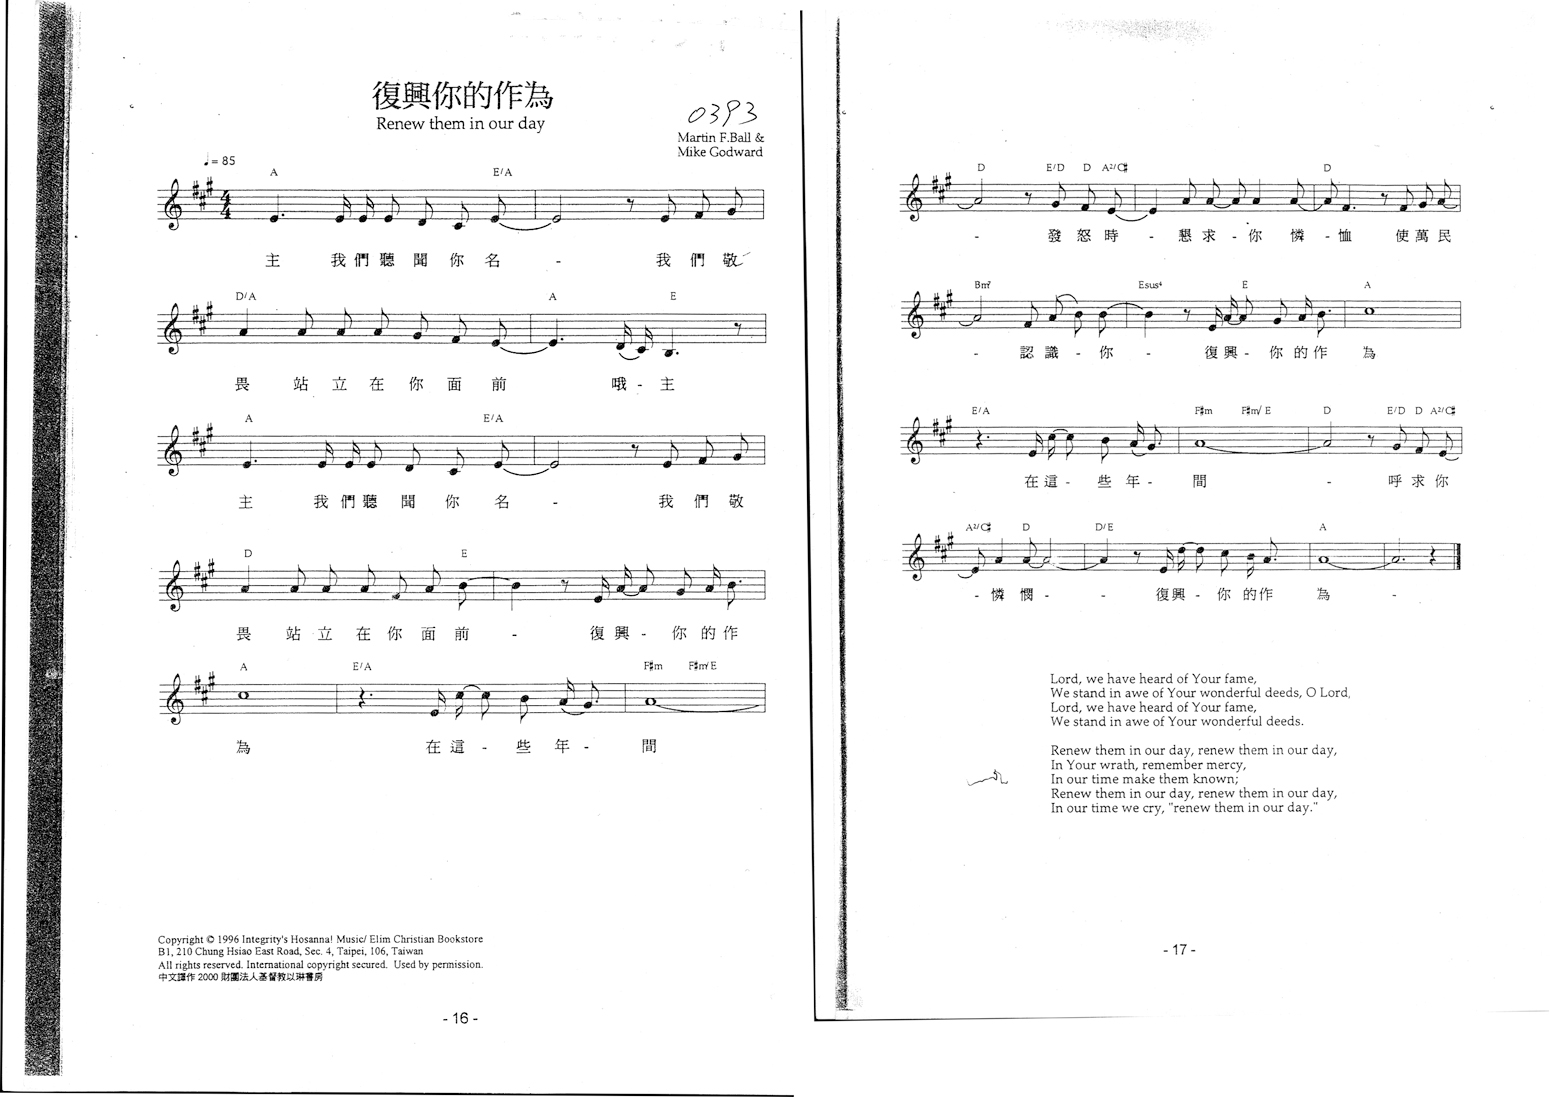 復興你的作為
Renew them in our day
0393
Martin F.Ball &
Mike Godward
♩= 85
A E/A
4
4
主 我們聽聞你名 - 我們敬
D/A A E
畏 站立在你面前 哦 - 主
A E/A
主 我們聽聞你名 - 我們敬
D E
畏 站立在你面前 - 復興 - 你的作
A E/A F♯m F♯m/E
為 在這 - 些年 - 間
Copyright © 1996 Integrity's Hosanna! Music/ Elim Christian Bookstore
B1, 210 Chung Hsiao East Road, Sec. 4, Taipei, 106, Taiwan
All rights reserved. International copyright secured. Used by permission.
中文譯作 2000 財團法人基督教以琳書房
- 16 -
D E/D D A2/C♯ D
- 發怒時 - 懇求 - 你憐 - 恤 使萬民
Bm7 Esus4 E A
- 認識 - 你 - 復興 - 你的作為
E/A F♯m F♯m/E D E/D D A2/C♯
在這 - 些年 - 間 - 呼求你
A2/C♯ D D/E A
- 憐憫 - - 復興 - 你的作為 -
Lord, we have heard of Your fame,
We stand in awe of Your wonderful deeds, O Lord,
Lord, we have heard of Your fame,
We stand in awe of Your wonderful deeds.
Renew them in our day, renew them in our day,
In Your wrath, remember mercy,
In our time make them known;
Renew them in our day, renew them in our day,
In our time we cry, "renew them in our day."
- 17 -